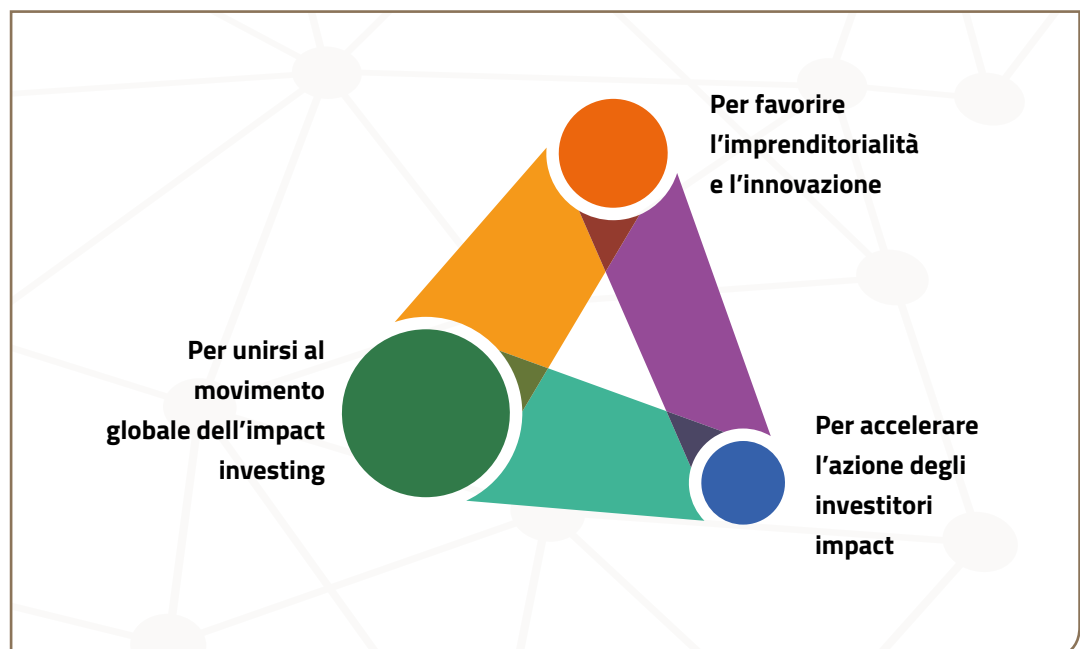 Per favorire
l'imprenditorialità
e l'innovazione
Per unirsi al
movimento
globale dell'impact
investing
Per accelerare
l'azione degli
investitori
impact